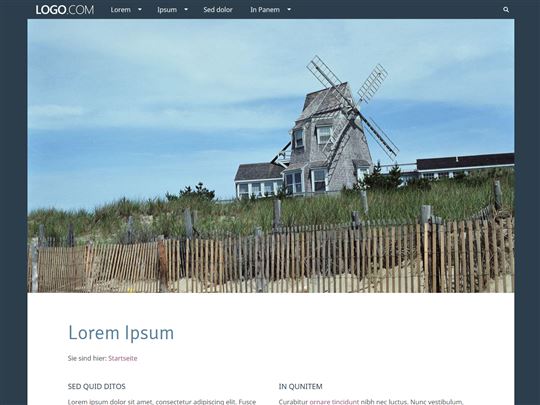 LOGO.COM Lorem Ipsum Sed dolor In Panem
Lorem Ipsum
Sie sind hier: Startseite
SED QUID DITOS
Lorem ipsum dolor sit amet, consectetur adipiscing elit. Fusce
IN QUNITEM
Curabitur ornare tincidunt nibh nec luctus. Nunc vestibulum,